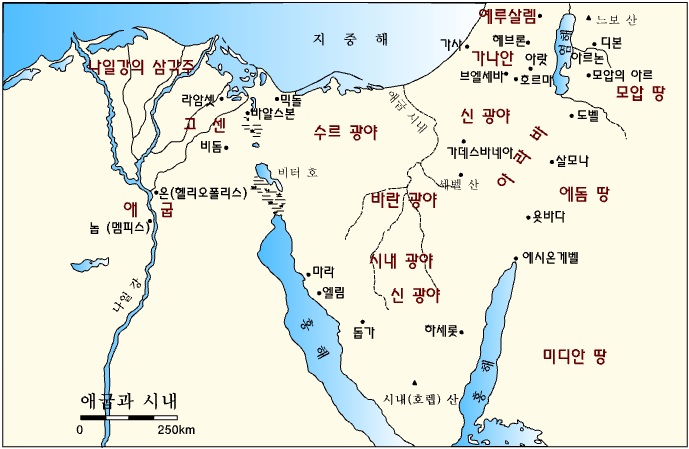 예루살렘
느보 산
지 중 해
가사
헤브론
염해
디본
나일강의 삼각주
가나안
아랏
아르논
브엘세바
호르마
모압의 아르
모압 땅
라암셋
믹돌
애굽 시내
바알스본
고 센
수르 광야
신 광야
도벨
비돔
가데스바네아
아 라 바
살모나
비터 호
세펠 산
온(헬리오폴리스)
바란 광야
에돔 땅
애 굽
놉 (멤피스)
욧바다
시내 광야
에시온게벨
마라
나일 강
엘림
신 광야
홍 해
돕가
하세롯
미디안 땅
홍 해
시내(호렙) 산
애굽과 시내
0 250km